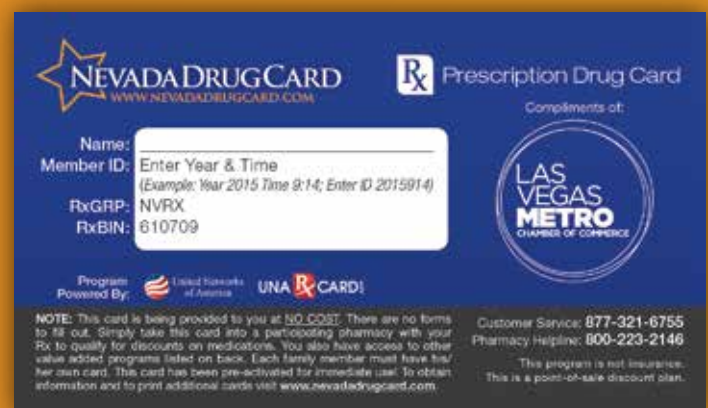 NEVADA DRUG CARD
WWW.NEVADADRUGCARD.COM
Rx Prescription Drug Card
Compliments of:
LAS
VEGAS
METRO
CHAMBER OF COMMERCE
Name:
Member ID: Enter Year & Time
(Example: Year 2015 Time 9:14; Enter ID 2015914)
RxGRP: NVRX
RxBIN: 610709
Program
Powered By:
United Networks
of America
UNA Rx CARD
NOTE: This card is being provided to you at NO COST. There are no forms
to fill out. Simply take this card into a participating pharmacy with your
Rx to qualify for discounts on medications. You also have access to other
value added programs listed on back. Each family member must have his/
her own card. This card has been pre-activated for immediate use! To obtain
information and to print additional cards visit www.nevadadrugcard.com.
Customer Service: 877-321-6755
Pharmacy Helpline: 800-223-2146
This program is not insurance.
This is a point-of-sale discount plan.